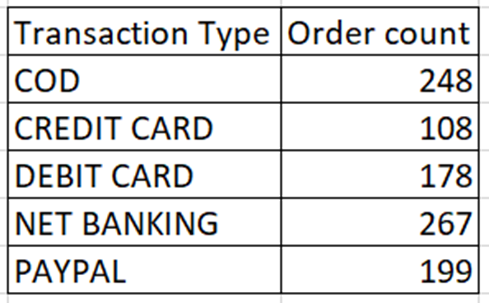 Transaction Type Order count
COD 248
CREDIT CARD 108
DEBIT CARD 178
NET BANKING 267
PAYPAL 199